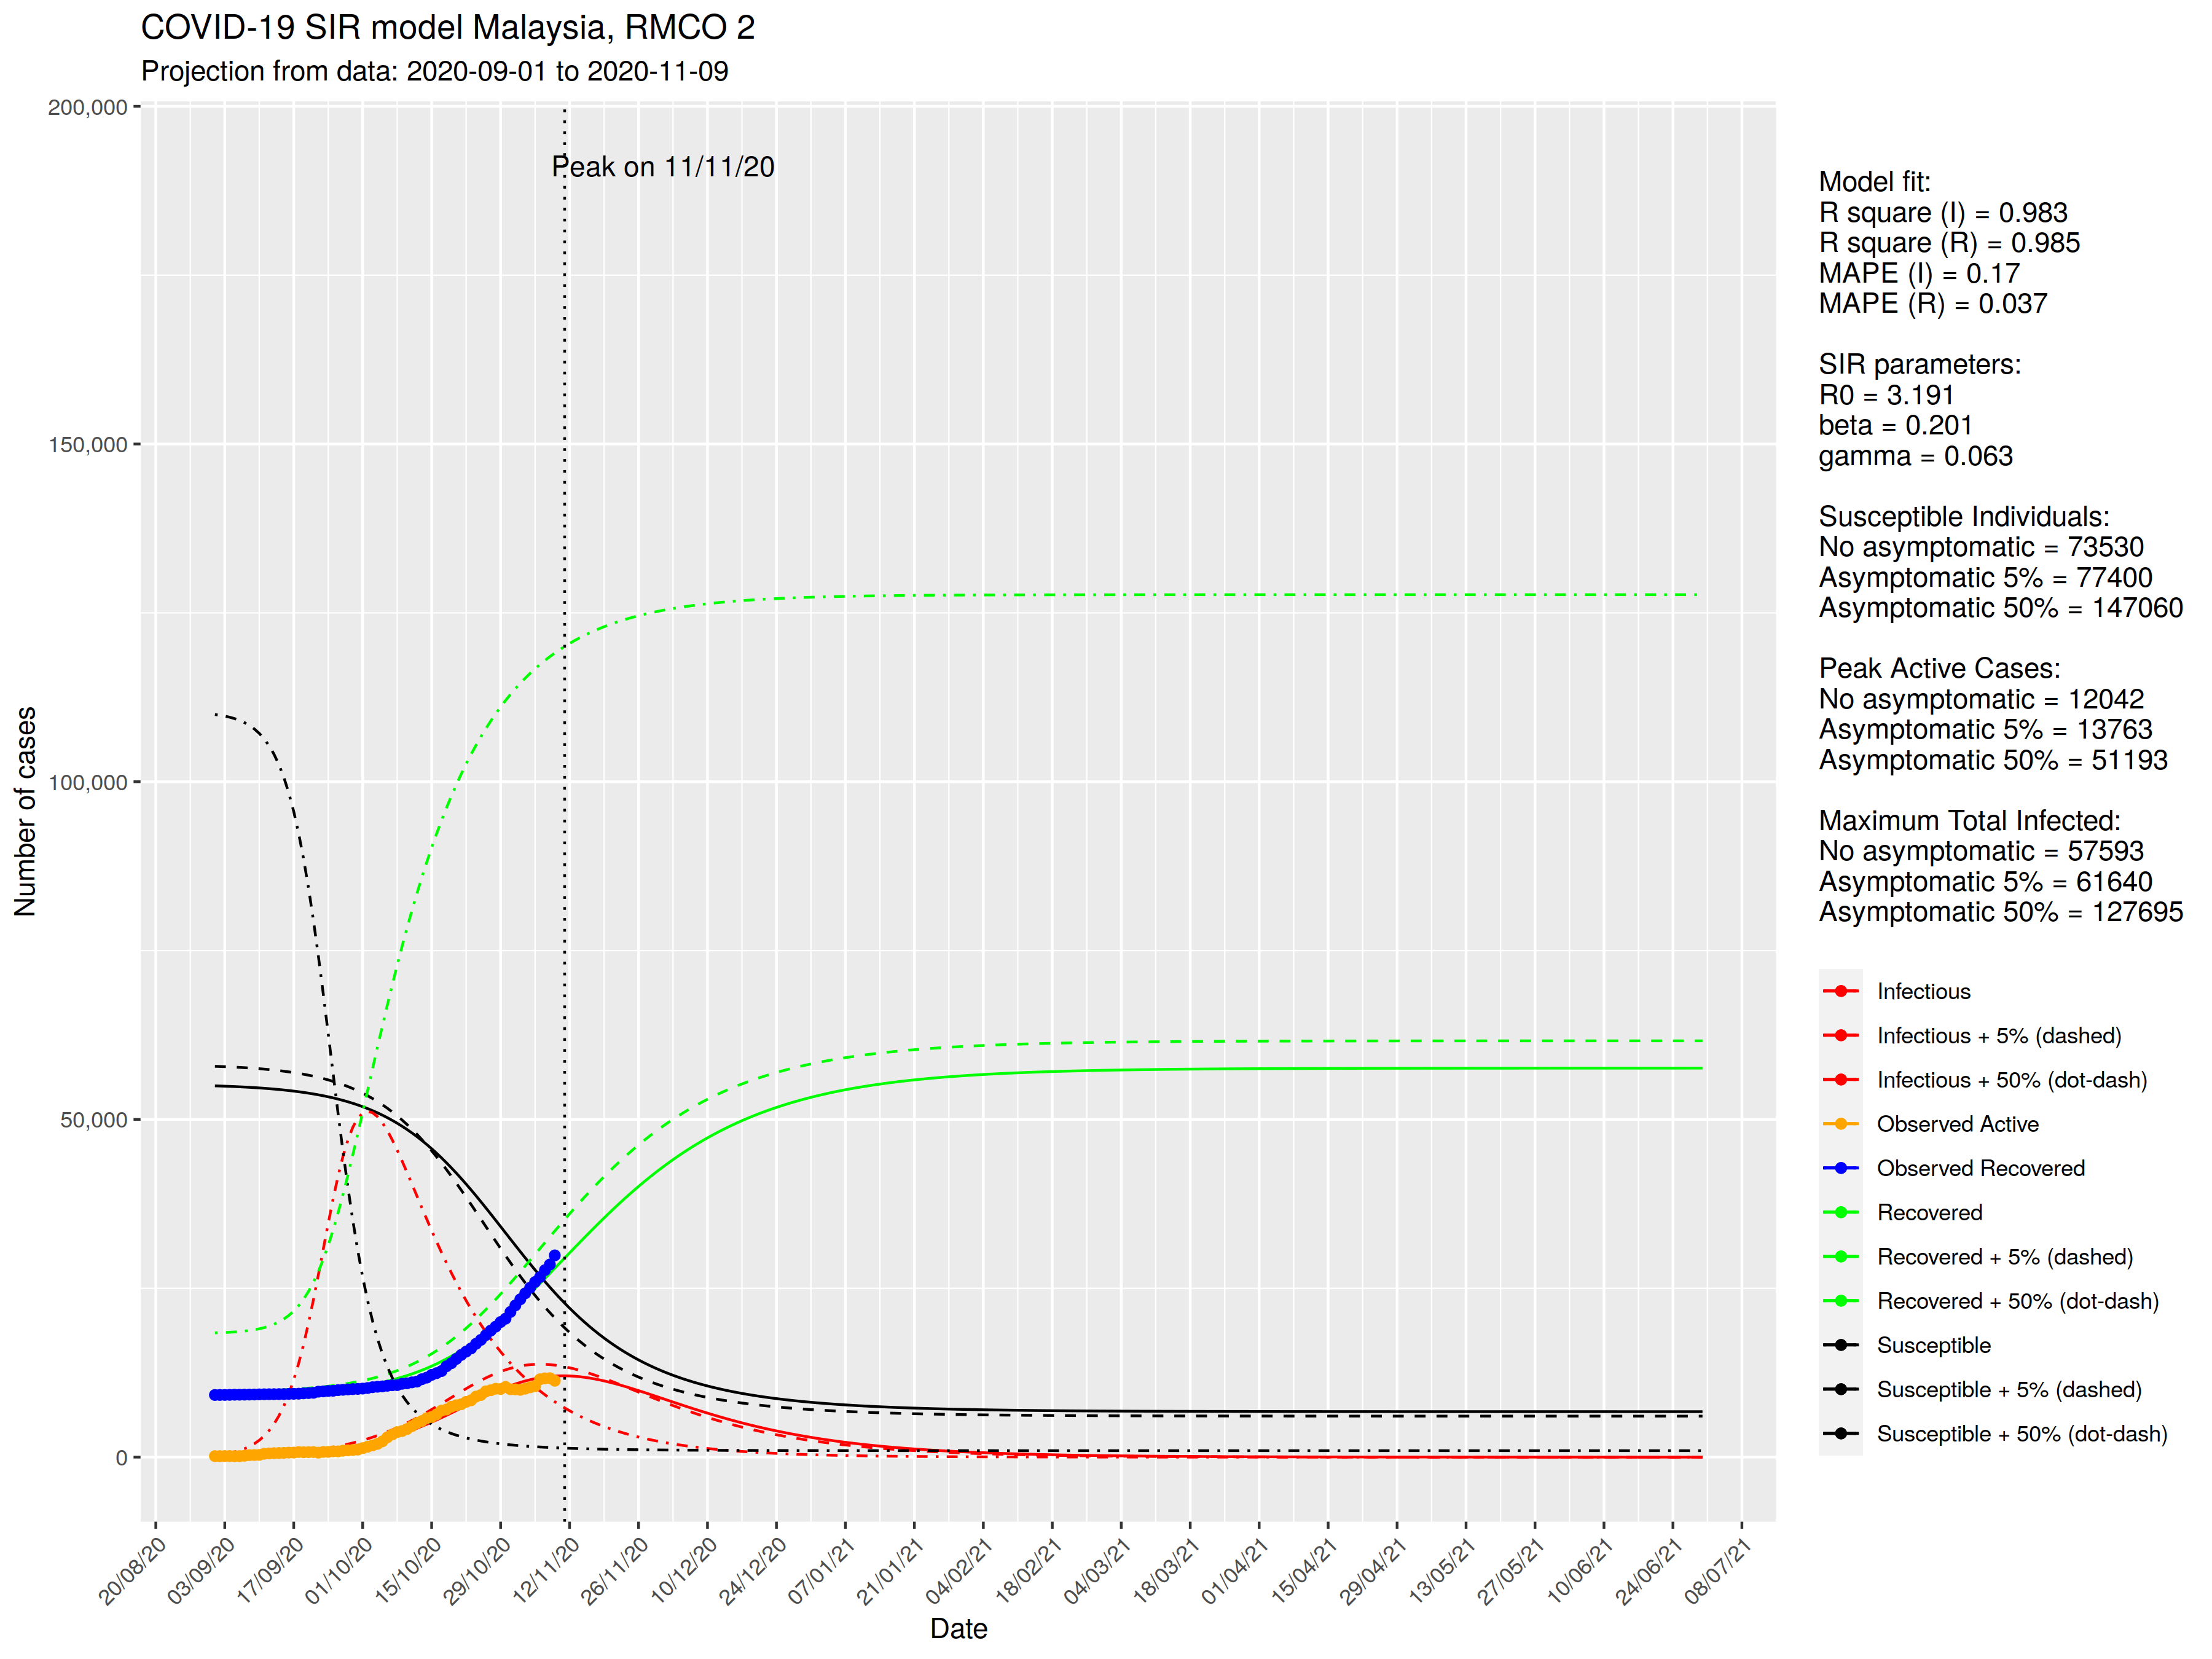 COVID-19 SIR model Malaysia, RMCO 2
Projection from data: 2020-09-01 to 2020-11-09
200,000
150,000
100,000
50,000
0
Number of cases
Peak on 11/11/20
20/08/20
03/09/20
17/09/20
01/10/20
15/10/20
29/10/20
12/11/20
26/11/20
10/12/20
24/12/20
07/01/21
21/01/21
04/02/21
18/02/21
04/03/21
18/03/21
01/04/21
15/04/21
29/04/21
13/05/21
27/05/21
10/06/21
24/06/21
08/07/21
Date
Model fit:
R square (I) = 0.983
R square (R) = 0.985
MAPE (I) = 0.17
MAPE (R) = 0.037
SIR parameters:
R0 = 3.191
beta = 0.201
gamma = 0.063
Susceptible Individuals:
No asymptomatic = 73530
Asymptomatic 5% = 77400
Asymptomatic 50% = 147060
Peak Active Cases:
No asymptomatic = 12042
Asymptomatic 5% = 13763
Asymptomatic 50% = 51193
Maximum Total Infected:
No asymptomatic = 57593
Asymptomatic 5% = 61640
Asymptomatic 50% = 127695
Infectious
Infectious + 5% (dashed)
Infectious + 50% (dot-dash)
Observed Active
Observed Recovered
Recovered
Recovered + 5% (dashed)
Recovered + 50% (dot-dash)
Susceptible
Susceptible + 5% (dashed)
Susceptible + 50% (dot-dash)